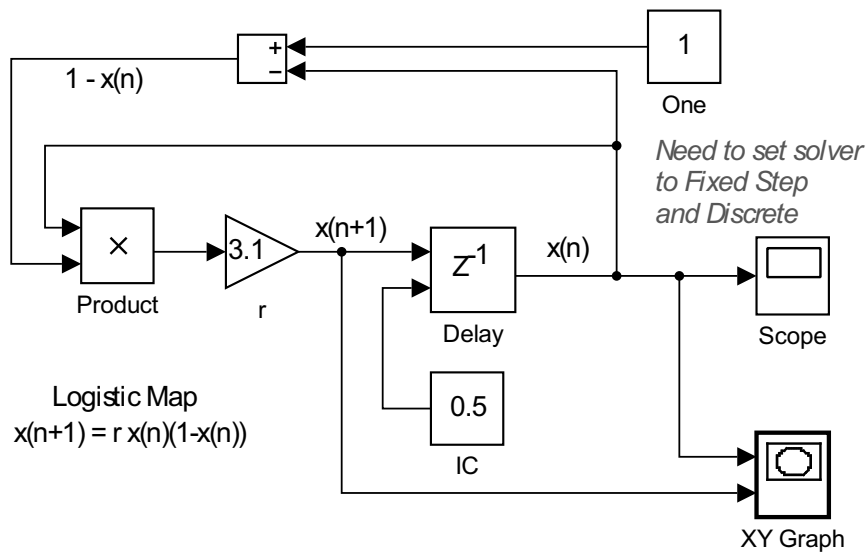 1
One
+
−
1 - x(n)
Need to set solver
to Fixed Step
and Discrete
×
Product
3.1
r
x(n+1)
Z-1
Delay
x(n)
Scope
0.5
IC
Logistic Map
x(n+1) = r x(n)(1-x(n))
XY Graph